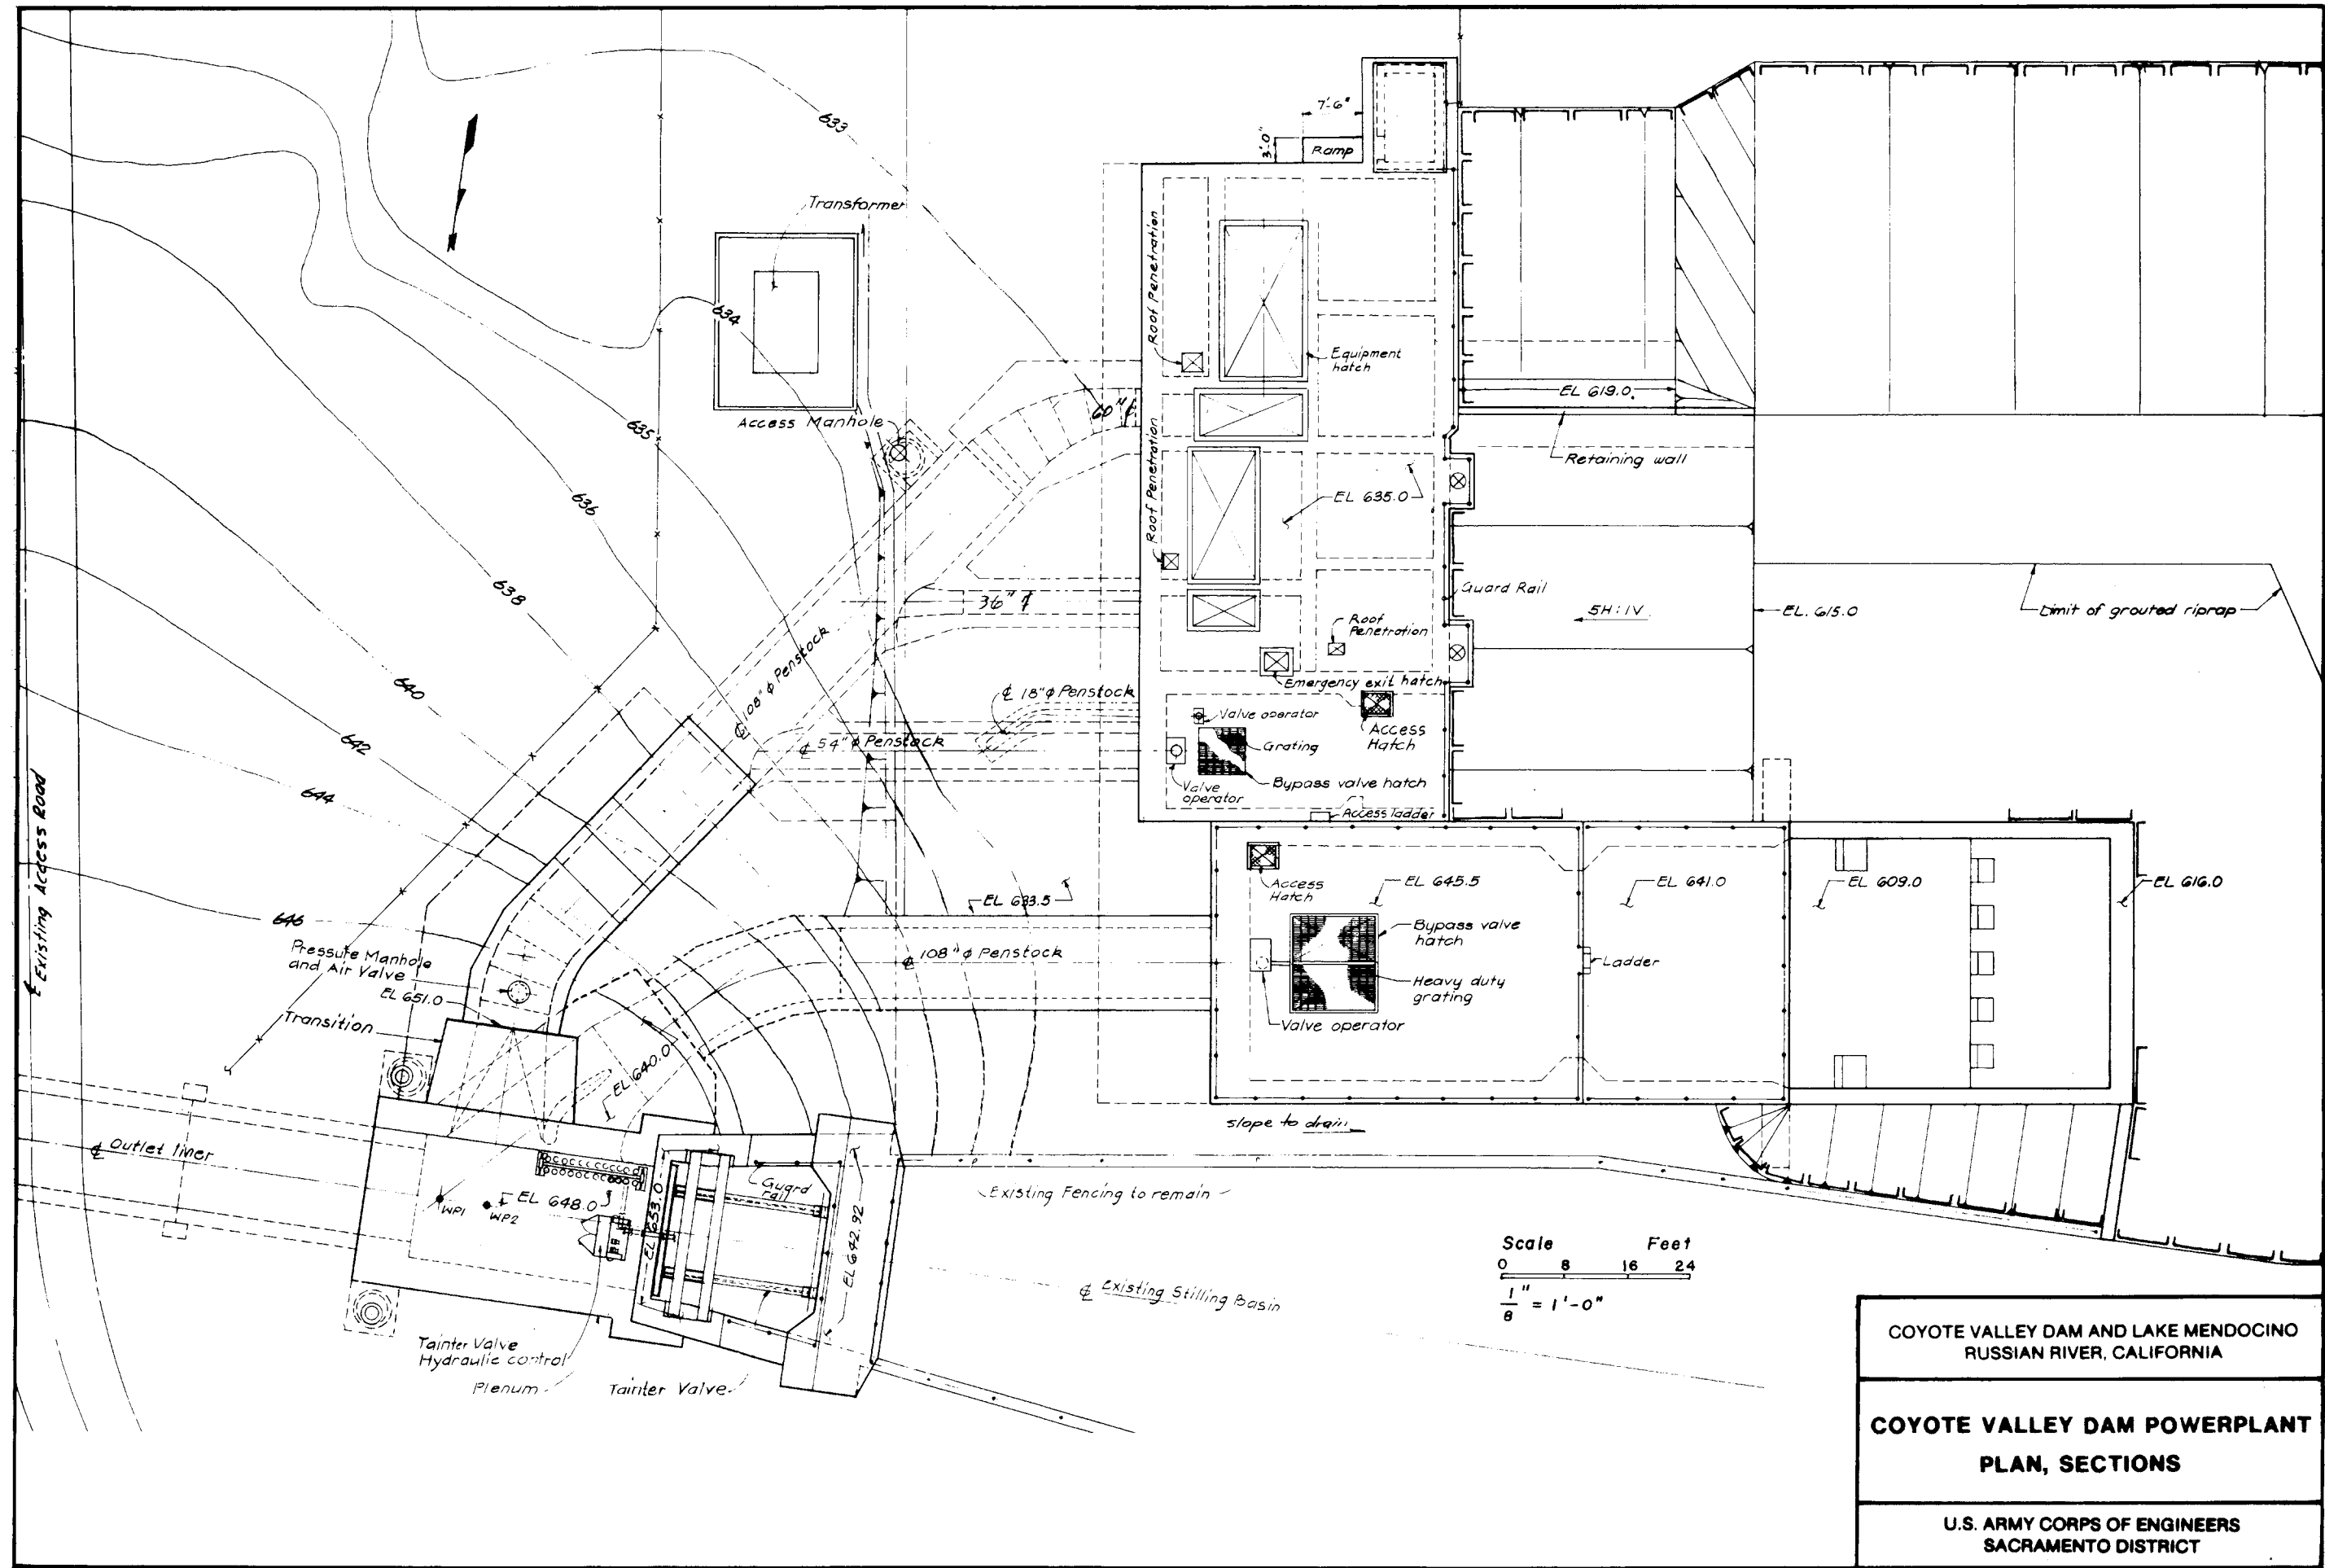 7'-6"
3'-0"
Ramp
633
Transformer
634
Roof Penetration
Equipment
hatch
EL 619.0
60" ¢
635
Access Manhole
Roof Penetration
Retaining wall
636
EL 635.0
638
36" ¢
Guard Rail
5H:1V
EL. 615.0
Limit of grouted riprap
Roof
Penetration
¢ 108" φ Penstock
640
Emergency exit hatch
¢ 18" φ Penstock
Valve operator
Access
Hatch
642
¢ 54" φ Penstock
Grating
Bypass valve hatch
Valve
operator
644
Access ladder
¢ Existing Access Road
646
EL 633.5
Access
Hatch
EL 645.5
EL 641.0
EL 609.0
EL 616.0
Pressure Manhole
and Air Valve
EL 651.0
¢ 108" φ Penstock
Bypass valve
hatch
Ladder
Heavy duty
grating
Transition
Valve operator
EL 640.0
slope to drain
¢ Outlet liner
Guard
rail
Existing Fencing to remain
WP1
WP2
EL 648.0
EL 653.0
EL 642.92
¢ Existing Stilling Basin
Scale Feet
0 8 16 24
1/8" = 1'-0"
Tainter Valve
Hydraulic control
Plenum
Tainter Valve
COYOTE VALLEY DAM AND LAKE MENDOCINO
RUSSIAN RIVER, CALIFORNIA
COYOTE VALLEY DAM POWERPLANT
PLAN, SECTIONS
U.S. ARMY CORPS OF ENGINEERS
SACRAMENTO DISTRICT